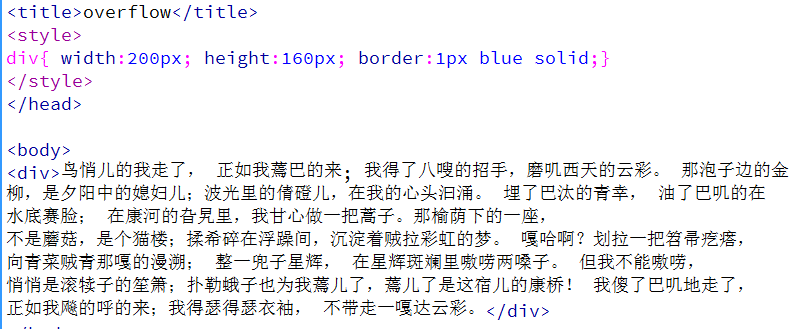 <title>overflow</title>
<style>
div{ width:200px; height:160px; border:1px blue solid;}
</style>
</head>
<body>
<div>鸟悄儿的我走了， 正如我蔫巴的来；我得了八嗖的招手，磨叽西天的云彩。 那泡子边的金
柳，是夕阳中的媳妇儿；波光里的倩磴儿，在我的心头汩涌。 埋了巴汰的青幸， 油了巴叽的在
水底赛脸； 在康河的旮旯里，我甘心做一把蒿子。那榆荫下的一座，
不是蘑菇，是个猫楼；揉希碎在浮躁间，沉淀着贼拉彩虹的梦。 嘎哈啊？划拉一把笤帚疙瘩，
向青菜贼青那嘎的漫溯； 整一兜子星辉， 在星辉斑斓里嗷唠两嗓子。 但我不能嗷唠，
悄悄是滚犊子的笙箫；扑勒蛾子也为我蔫儿了，蔫儿了是这宿儿的康桥！ 我傻了巴叽地走了，
正如我飚的呼的来；我得瑟得瑟衣袖， 不带走一嘎达云彩。</div>